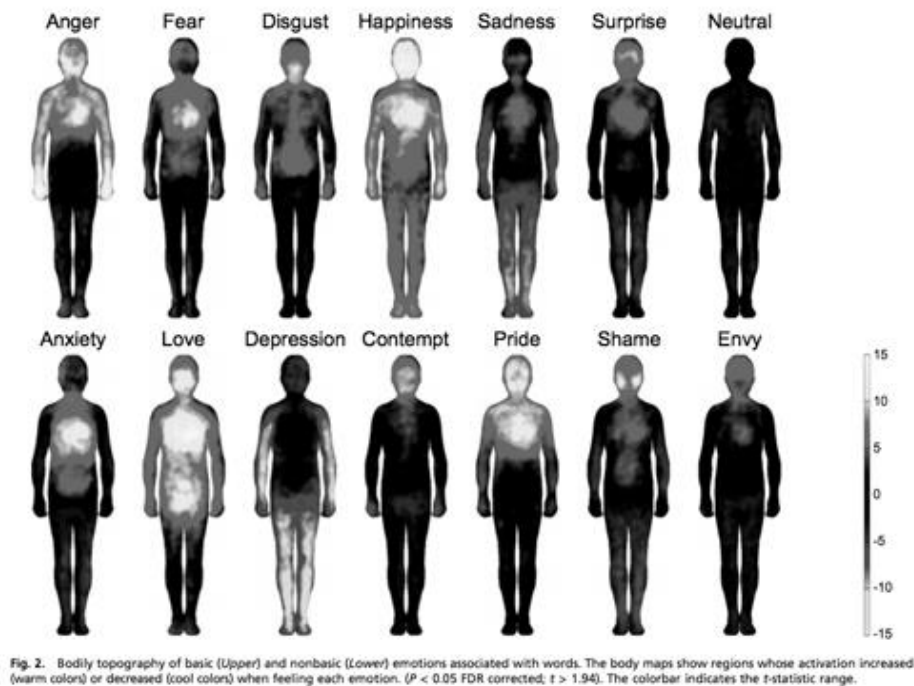 Anger Fear Disgust Happiness Sadness Surprise Neutral
Anxiety Love Depression Contempt Pride Shame Envy
15
10
5
0
-5
-10
-15
Fig. 2. Bodily topography of basic (Upper) and nonbasic (Lower) emotions associated with words. The body maps show regions whose activation increased
(warm colors) or decreased (cool colors) when feeling each emotion. (P < 0.05 FDR corrected; t > 1.94). The colorbar indicates the t-statistic range.